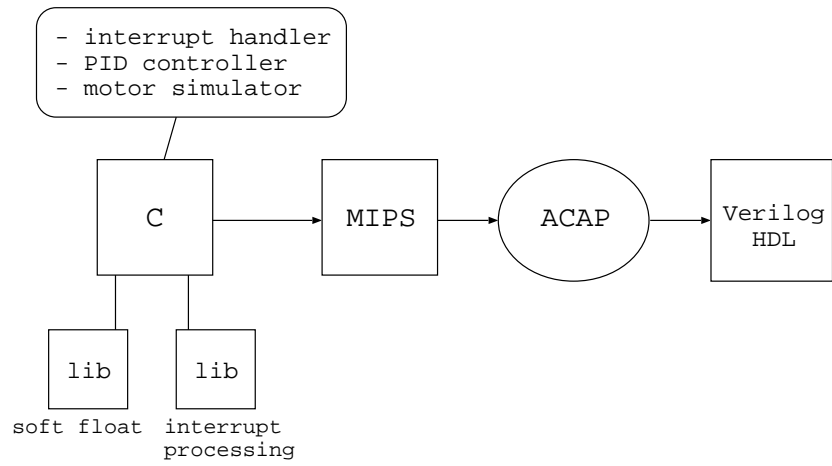 - interrupt handler
- PID controller
- motor simulator
C
MIPS
ACAP
Verilog
HDL
lib
lib
soft float
interrupt
processing